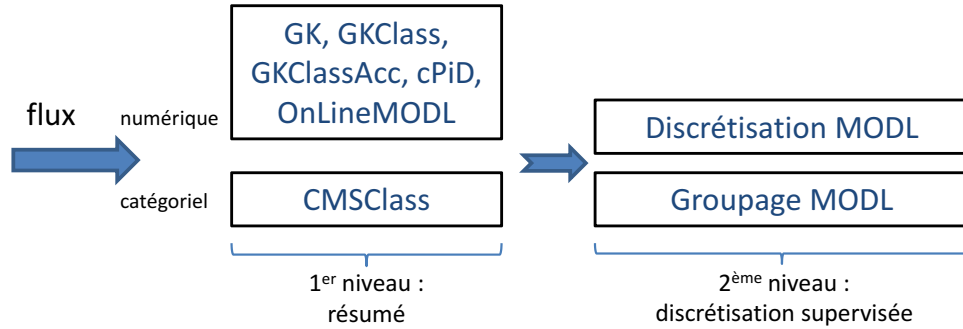 flux
numérique
catégoriel
GK, GKClass,
GKClassAcc, cPiD,
OnLineMODL
CMSClass
Discrétisation MODL
Groupage MODL
1er niveau :
résumé
2ème niveau :
discrétisation supervisée